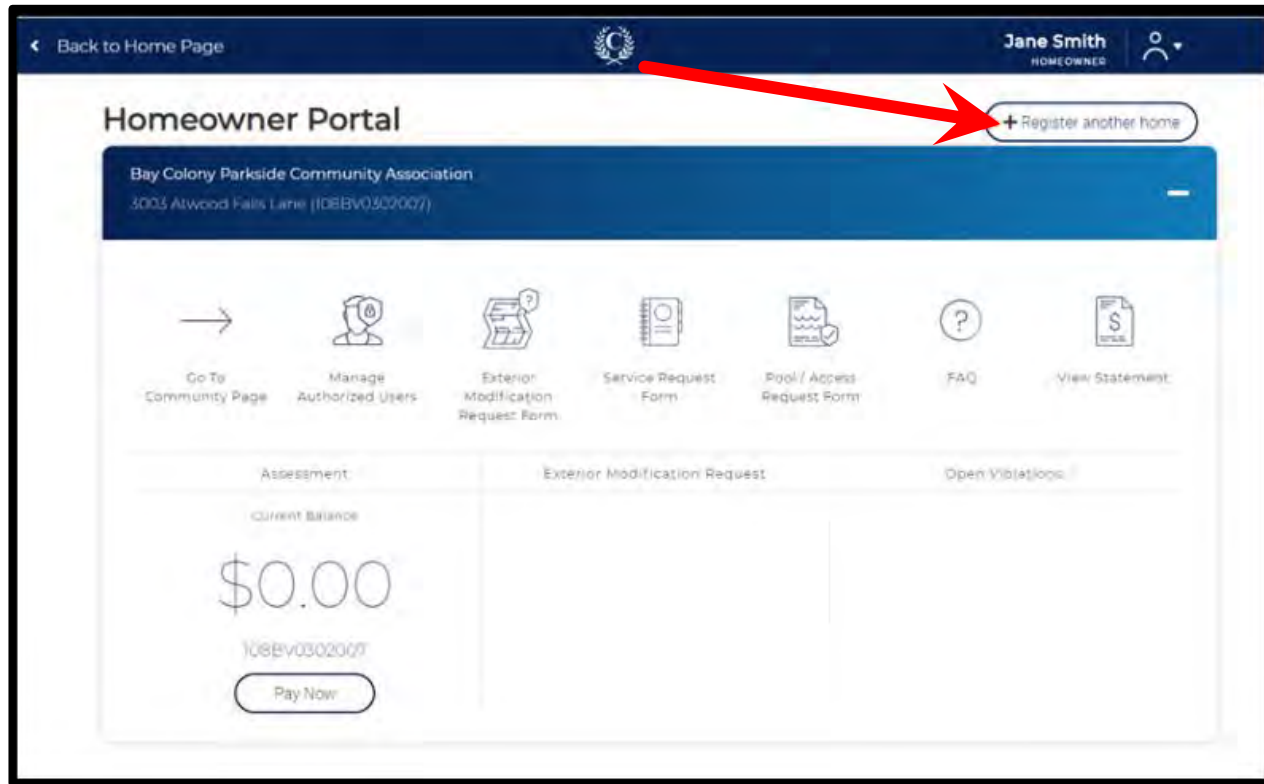 Back to Home Page
C
Jane Smith
HOMEOWNER
Homeowner Portal
+ Register another home
Bay Colony Parkside Community Association
3003 Atwood Falls Lane (108BV0302007)
Go To
Community Page
Manage
Authorized Users
Exterior
Modification
Request Form
Service Request
Form
Pool / Access
Request Form
FAQ
View Statement
Assessment
Exterior Modification Request
Open Violations
Current Balance
$0.00
108BV0302007
Pay Now